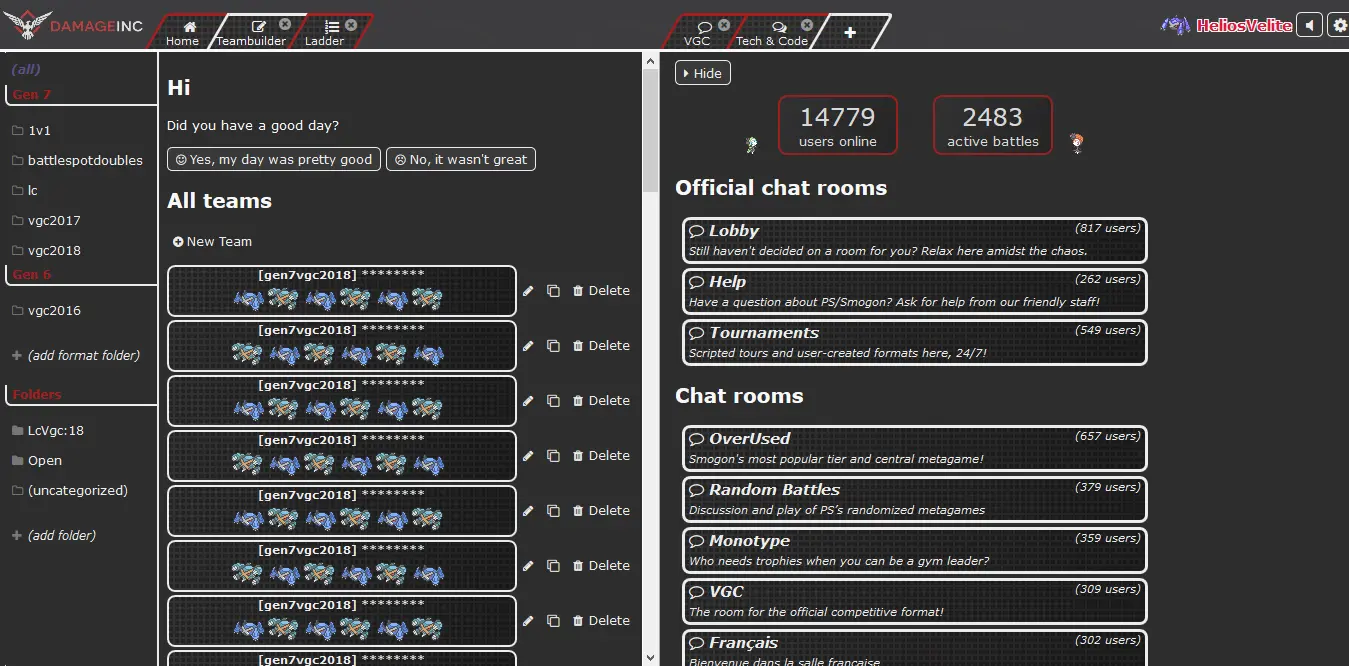 DAMAGEINC
Home
Teambuilder
Ladder
VGC
Tech & Code
HeliosVelite
(all)
Gen 7
1v1
battlespotdoubles
lc
vgc2017
vgc2018
Gen 6
vgc2016
(add format folder)
Folders
LcVgc:18
Open
(uncategorized)
(add folder)
Hi
Did you have a good day?
Yes, my day was pretty good
No, it wasn't great
All teams
New Team
[gen7vgc2018] ********
Delete
[gen7vgc2018] ********
Delete
[gen7vgc2018] ********
Delete
[gen7vgc2018] ********
Delete
[gen7vgc2018] ********
Delete
[gen7vgc2018] ********
Delete
[gen7vgc2018] ********
Delete
[gen7vgc2018] ********
Hide
14779
users online
2483
active battles
Official chat rooms
Lobby (817 users)
Still haven't decided on a room for you? Relax here amidst the chaos.
Help (262 users)
Have a question about PS/Smogon? Ask for help from our friendly staff!
Tournaments (549 users)
Scripted tours and user-created formats here, 24/7!
Chat rooms
OverUsed (657 users)
Smogon's most popular tier and central metagame!
Random Battles (379 users)
Discussion and play of PS's randomized metagames
Monotype (359 users)
Who needs trophies when you can be a gym leader?
VGC (309 users)
The room for the official competitive format!
Français (302 users)
Bienvenue dans la salle française